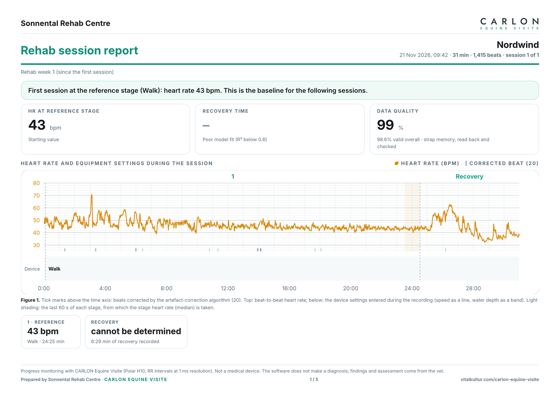 Sonnental Rehab Centre
CARLON
EQUINE VISITE
Rehab session report
Nordwind
21 Nov 2026, 09:42 · 31 min · 1,415 beats · session 1 of 1
Rehab week 1 (since the first session)
First session at the reference stage (Walk): heart rate 43 bpm. This is the baseline for the following sessions.
HR AT REFERENCE STAGE
43 bpm
Starting value
RECOVERY TIME
—
Poor model fit (R² below 0.8)
DATA QUALITY
99 %
98.6% valid overall · strap memory, read back and
checked
HEART RATE AND EQUIPMENT SETTINGS DURING THE SESSION
HEART RATE (BPM) | CORRECTED BEAT (20)
1
Recovery
80
70
60
50
40
30
Device
Walk
0:00
4:00
8:00
12:00
16:00
20:00
24:00
28:00
Figure 1. Tick marks above the time axis: beats corrected by the artefact-correction algorithm (20). Top: beat-to-beat heart rate; below: the device settings entered during the recording (speed as a line, water depth as a band). Light
shading: the last 60 s of each stage, from which the stage heart rate (median) is taken.
1 · REFERENCE
43 bpm
Walk · 24:25 min
RECOVERY
cannot be determined
6:29 min of recovery recorded
Progress monitoring with CARLON Equine Visite (Polar H10, RR intervals at 1 ms resolution). Not a medical device. The software does not make a diagnosis; findings and assessment come from the vet.
Prepared by Sonnental Rehab Centre · CARLON EQUINE VISITE
1 / 5
vitalkultur.com/carlon-equine-visite